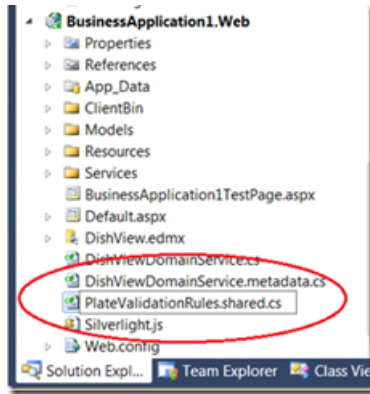 BusinessApplication1.Web
Properties
References
App_Data
ClientBin
Models
Resources
Services
BusinessApplication1TestPage.aspx
Default.aspx
DishView.edmx
DishViewDomainService.cs
DishViewDomainService.metadata.cs
PlateValidationRules.shared.cs
Silverlight.js
Web.config
Solution Expl... Team Explorer Class Vie